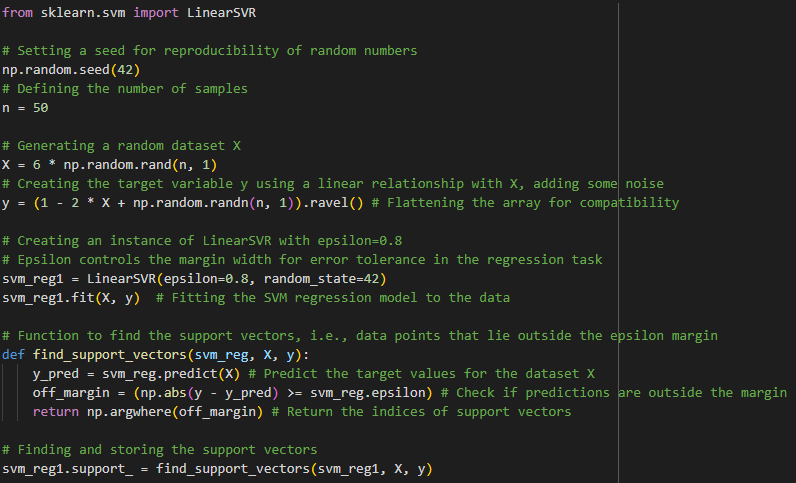 from sklearn.svm import LinearSVR
# Setting a seed for reproducibility of random numbers
np.random.seed(42)
# Defining the number of samples
n = 50
# Generating a random dataset X
X = 6 * np.random.rand(n, 1)
# Creating the target variable y using a linear relationship with X, adding some noise
y = (1 - 2 * X + np.random.randn(n, 1)).ravel() # Flattening the array for compatibility
# Creating an instance of LinearSVR with epsilon=0.8
# Epsilon controls the margin width for error tolerance in the regression task
svm_reg1 = LinearSVR(epsilon=0.8, random_state=42)
svm_reg1.fit(X, y)  # Fitting the SVM regression model to the data
# Function to find the support vectors, i.e., data points that lie outside the epsilon margin
def find_support_vectors(svm_reg, X, y):
    y_pred = svm_reg.predict(X) # Predict the target values for the dataset X
    off_margin = (np.abs(y - y_pred) >= svm_reg.epsilon) # Check if predictions are outside the margin
    return np.argwhere(off_margin) # Return the indices of support vectors
# Finding and storing the support vectors
svm_reg1.support_ = find_support_vectors(svm_reg1, X, y)